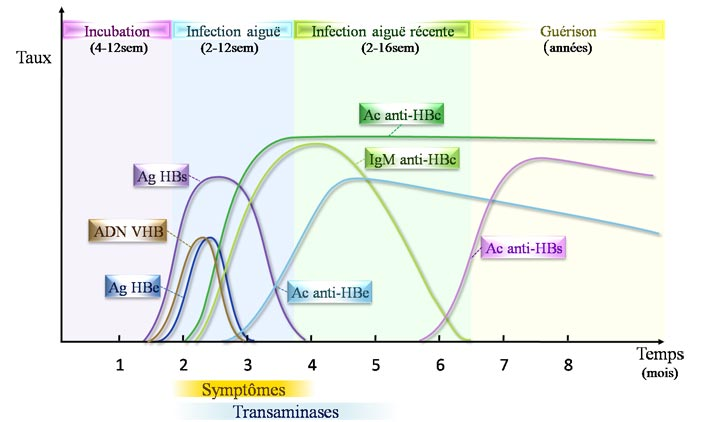 Incubation
(4-12sem)
Infection aiguë
(2-12sem)
Infection aiguë récente
(2-16sem)
Guérison
(années)
Taux
Ac anti-HBc
IgM anti-HBc
Ag HBs
ADN VHB
Ac anti-HBs
Ag HBe
Ac anti-HBe
1 2 3 4 5 6 7 8
Temps
(mois)
Symptômes
Transaminases